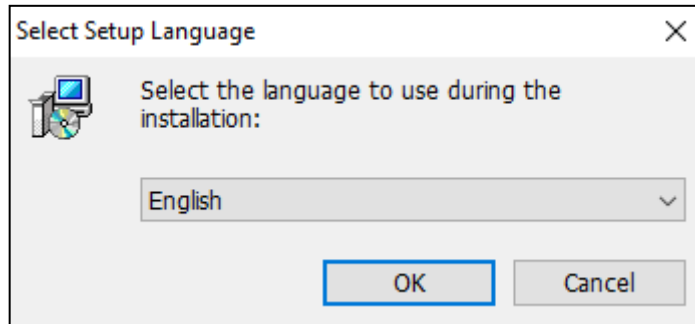 Select Setup Language
Select the language to use during the
installation:
English
OK
Cancel